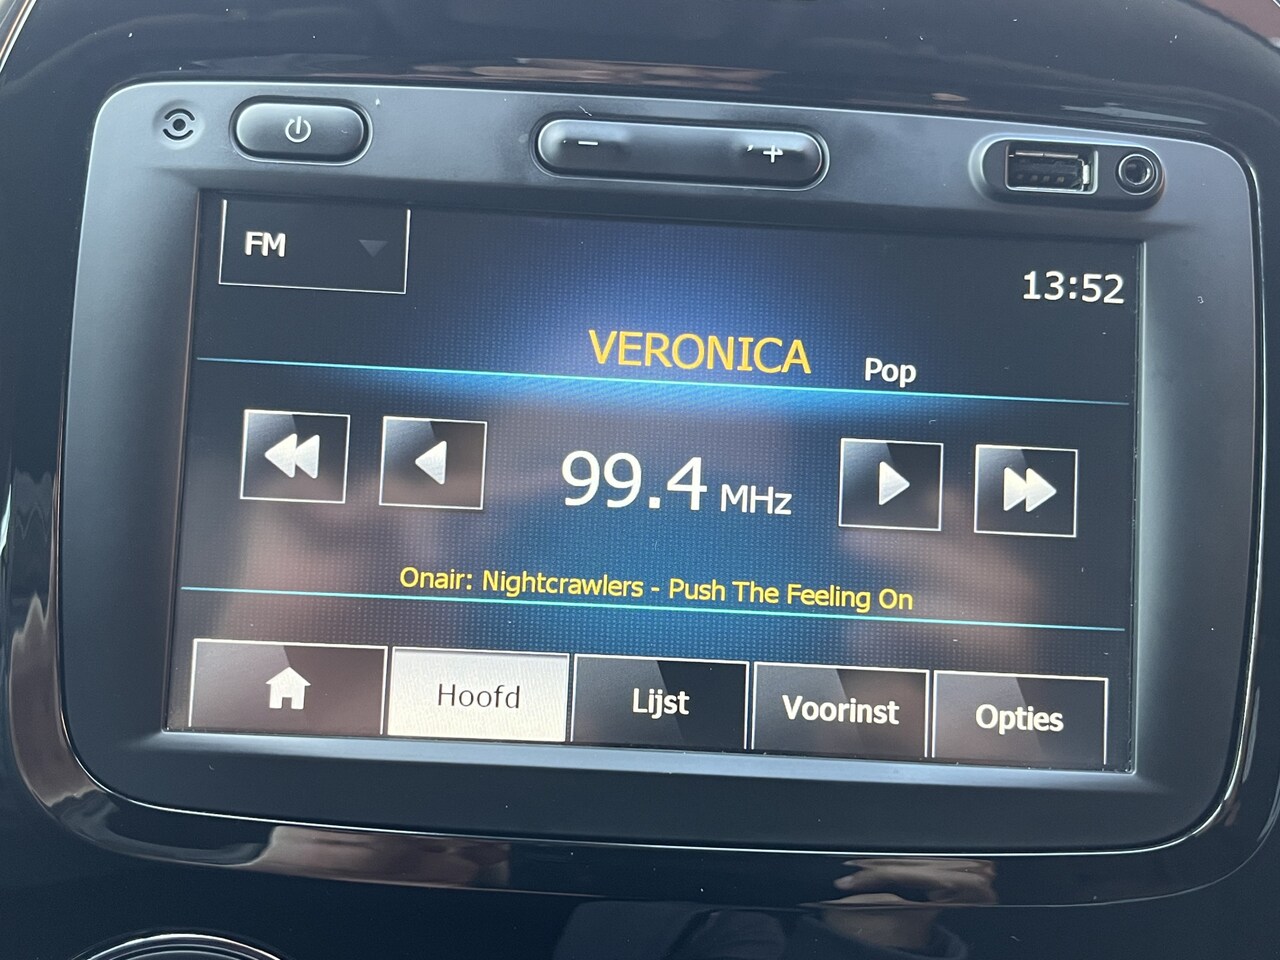 FM
13:52
VERONICA Pop
99.4 MHz
Onair: Nightcrawlers - Push The Feeling On
Hoofd Lijst Voorinst Opties